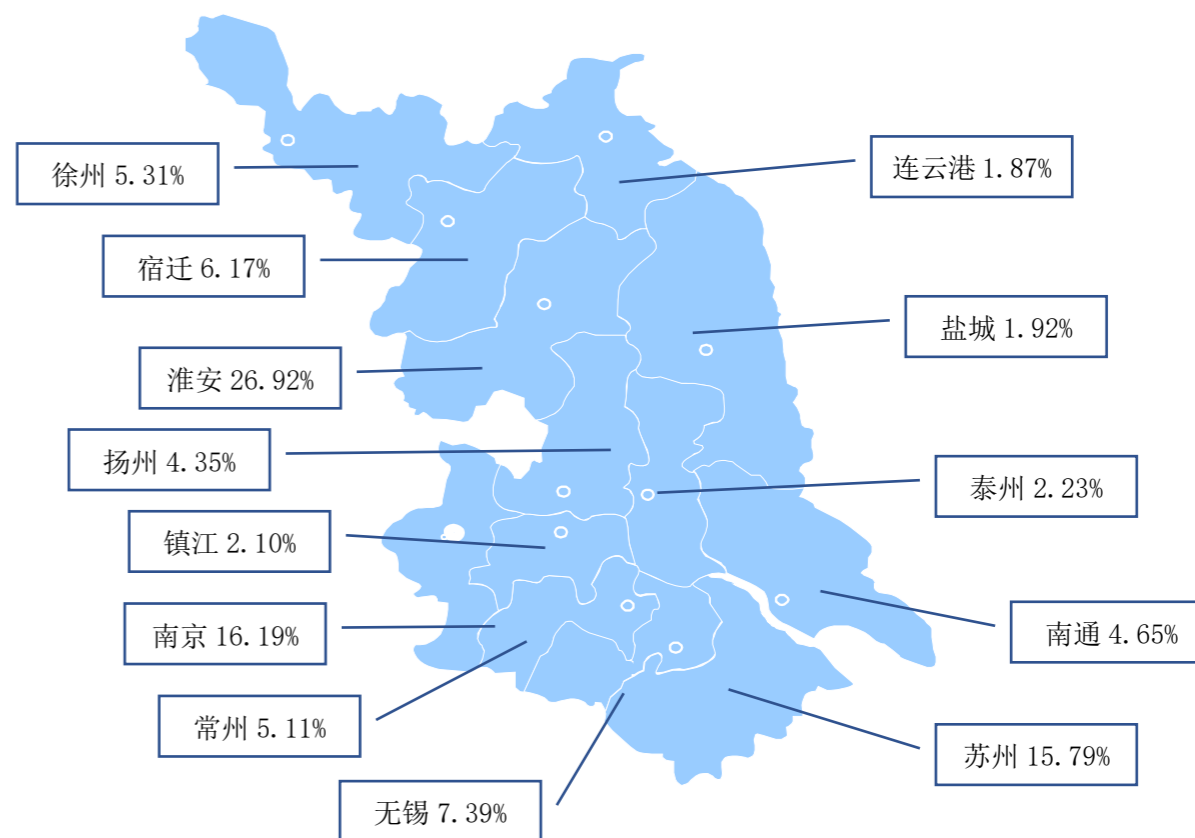 徐州 5.31%
连云港 1.87%
宿迁 6.17%
盐城 1.92%
淮安 26.92%
扬州 4.35%
泰州 2.23%
镇江 2.10%
南京 16.19%
南通 4.65%
常州 5.11%
苏州 15.79%
无锡 7.39%